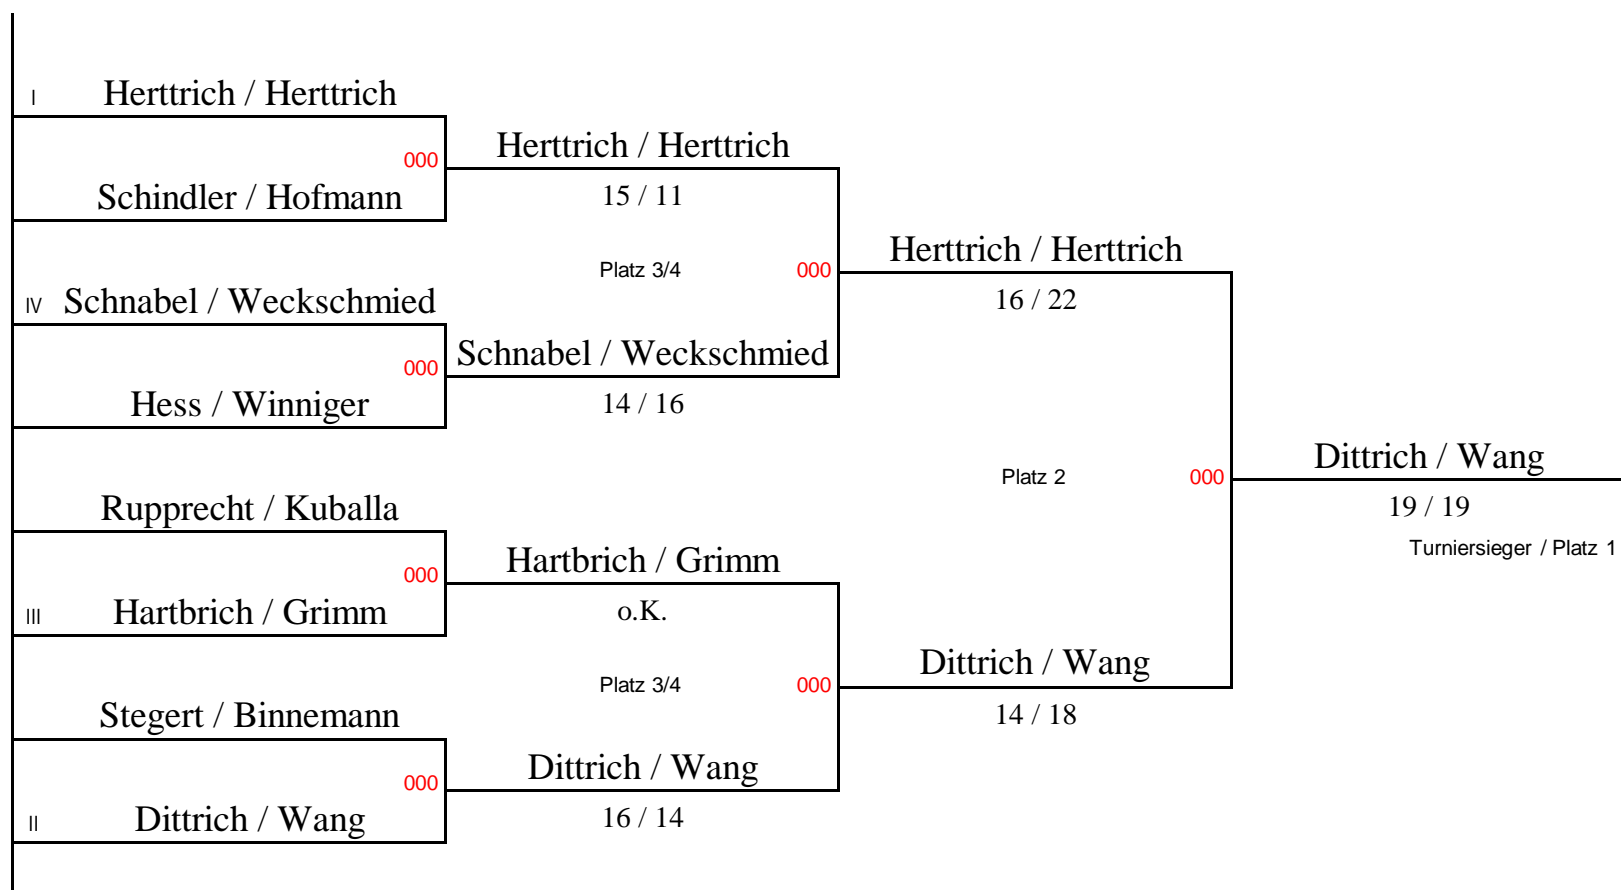 I Herttrich / Herttrich
000
Schindler / Hofmann
Herttrich / Herttrich
15 / 11
Platz 3/4 000
IV Schnabel / Weckschmied
000
Hess / Winniger
Schnabel / Weckschmied
14 / 16
Herttrich / Herttrich
16 / 22
Platz 2 000
Rupprecht / Kuballa
000
III Hartbrich / Grimm
Hartbrich / Grimm
o.K.
Platz 3/4 000
Stegert / Binnemann
000
II Dittrich / Wang
Dittrich / Wang
16 / 14
Dittrich / Wang
14 / 18
Dittrich / Wang
19 / 19
Turniersieger / Platz 1